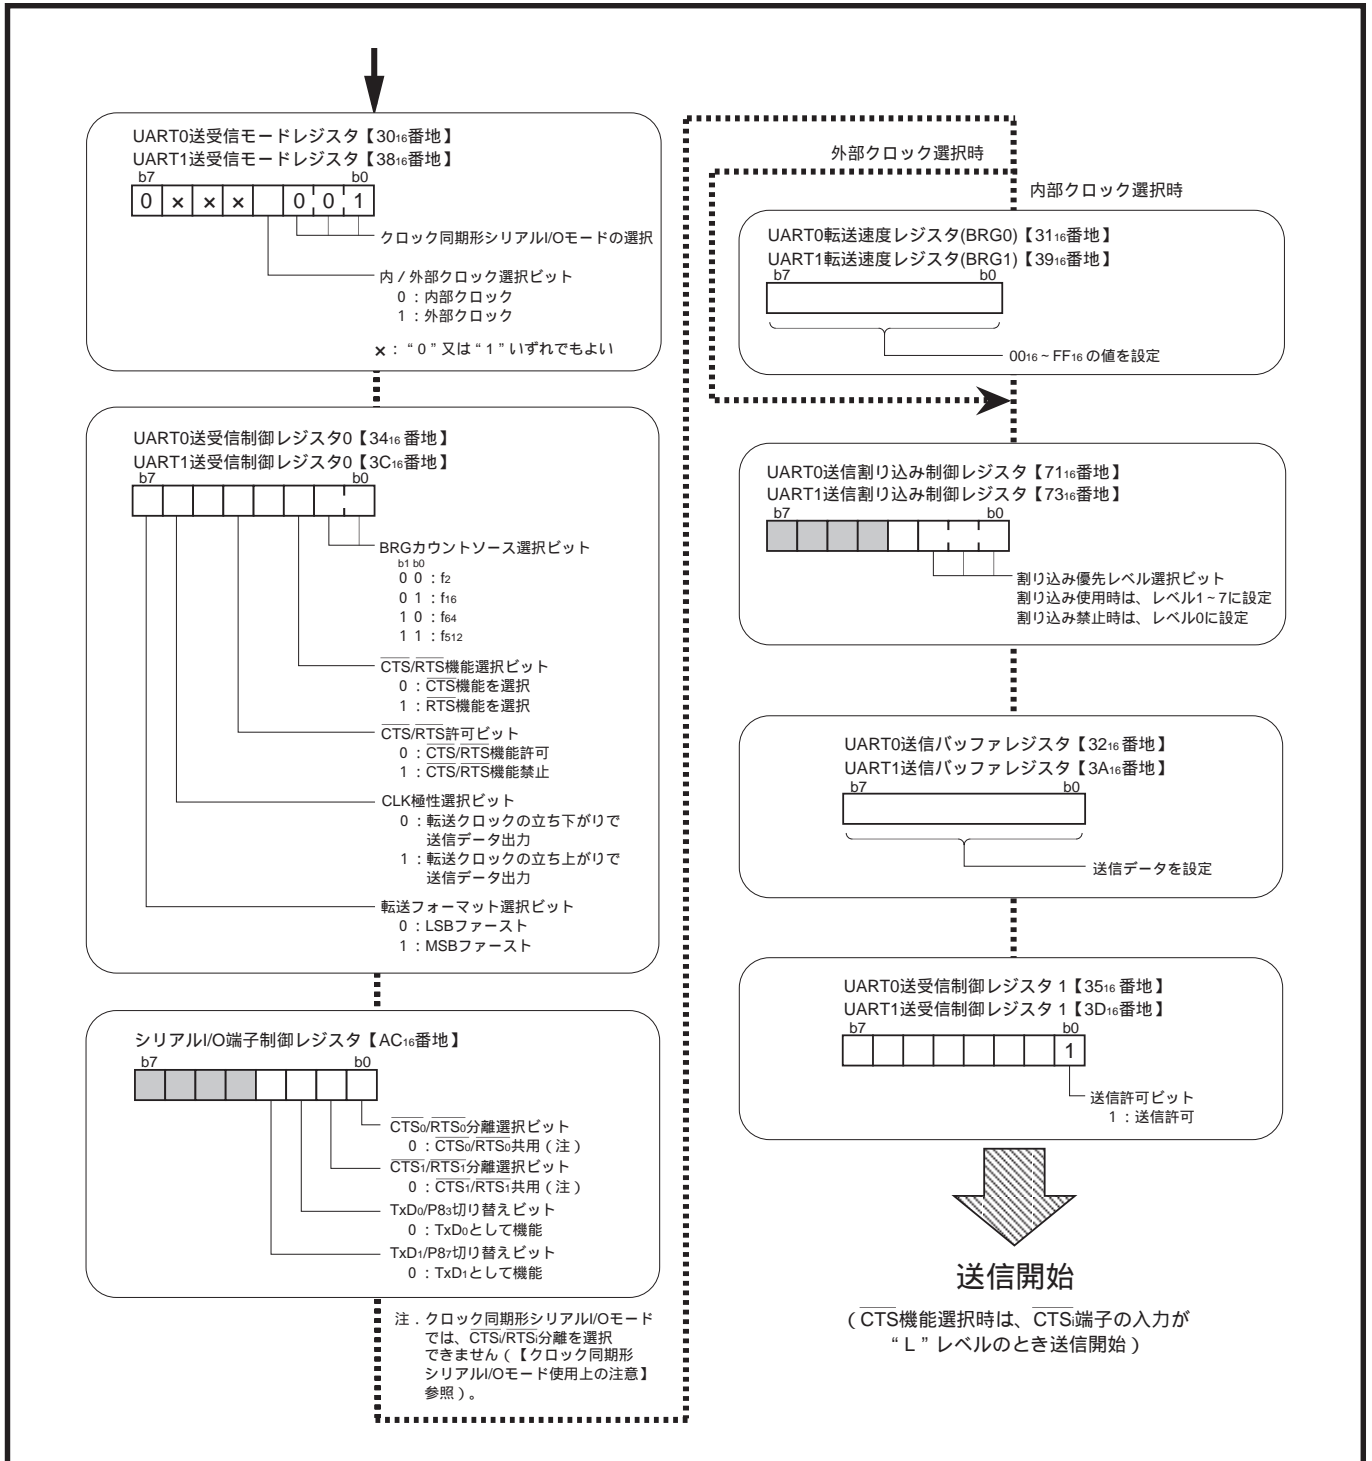 UART0送受信モードレジスタ【3016番地】
UART1送受信モードレジスタ【3816番地】
b7 b0
0 × × × 0 0 1
クロック同期形シリアルI/Oモードの選択
内 / 外部クロック選択ビット
0 : 内部クロック
1 : 外部クロック
× : “ 0 ” 又は “ 1 ” いずれでもよい
UART0送受信制御レジスタ0【3416 番地】
UART1送受信制御レジスタ0【3C16番地】
b7 b0
BRGカウントソース選択ビット
b1 b0
0 0 : f2
0 1 : f16
1 0 : f64
1 1 : f512
CTS/RTS機能選択ビット
0 : CTS機能を選択
1 : RTS機能を選択
CTS/RTS許可ビット
0 : CTS/RTS機能許可
1 : CTS/RTS機能禁止
CLK極性選択ビット
0 : 転送クロックの立ち下がりで
送信データ出力
1 : 転送クロックの立ち上がりで
送信データ出力
転送フォーマット選択ビット
0 : LSBファースト
1 : MSBファースト
シリアルI/O端子制御レジスタ【AC16番地】
b7 b0
CTS0/RTS0分離選択ビット
0 : CTS0/RTS0共用 ( 注 )
CTS1/RTS1分離選択ビット
0 : CTS1/RTS1共用 ( 注 )
TxD0/P83切り替えビット
0 : TxD0として機能
TxD1/P87切り替えビット
0 : TxD1として機能
注 . クロック同期形シリアルI/Oモード
では、CTSi/RTSi分離を選択
できません (【クロック同期形
シリアルI/Oモード使用上の注意】
参照 )。
外部クロック選択時
内部クロック選択時
UART0転送速度レジスタ(BRG0)【3116番地】
UART1転送速度レジスタ(BRG1)【3916番地】
b7 b0
0016 ~ FF16 の値を設定
UART0送信割り込み制御レジスタ【7116番地】
UART1送信割り込み制御レジスタ【7316番地】
b7 b0
割り込み優先レベル選択ビット
割り込み使用時は、レベル1 ~ 7に設定
割り込み禁止時は、レベル0に設定
UART0送信バッファレジスタ【3216 番地】
UART1送信バッファレジスタ【3A16番地】
b7 b0
送信データを設定
UART0送受信制御レジスタ 1【3516 番地】
UART1送受信制御レジスタ 1【3D16番地】
b7 b0
1
送信許可ビット
1 : 送信許可
送信開始
( CTS機能選択時は、CTSi端子の入力が
“ L ” レベルのとき送信開始 )